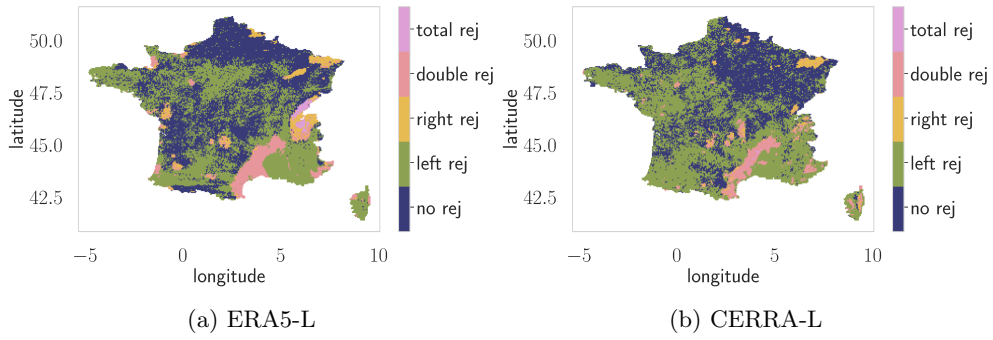 50.0
47.5
45.0
42.5
latitude
−5
0
5
10
longitude
total rej
double rej
right rej
left rej
no rej
(a) ERA5-L
50.0
47.5
45.0
42.5
latitude
−5
0
5
10
longitude
total rej
double rej
right rej
left rej
no rej
(b) CERRA-L